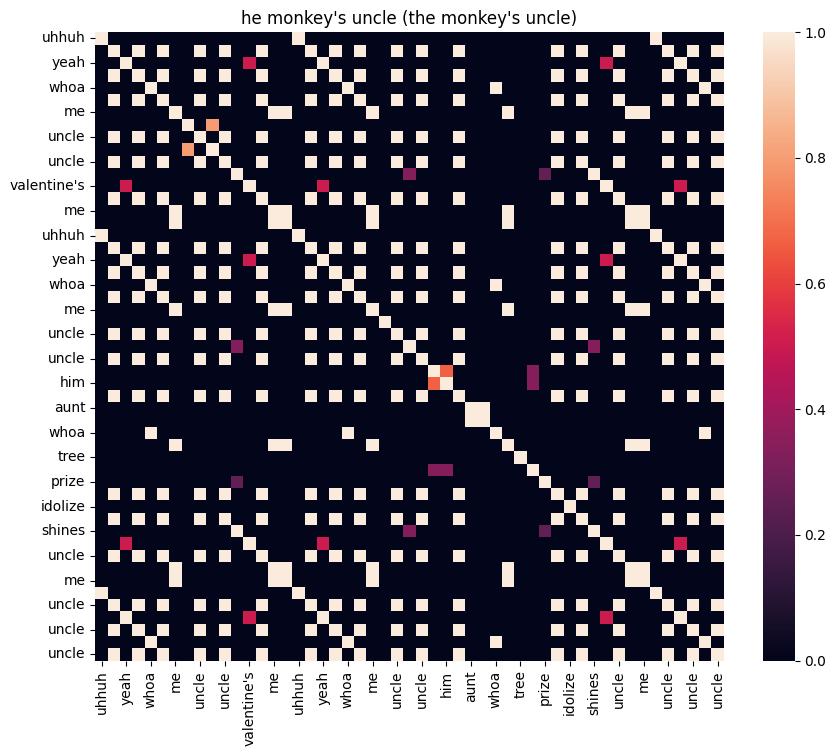 he monkey's uncle (the monkey's uncle)
uhhuh
yeah
whoa
me
uncle
uncle
valentine's
me
uhhuh
yeah
whoa
me
uncle
uncle
him
aunt
whoa
tree
prize
idolize
shines
uncle
me
uncle
uncle
uncle
uhhuh
yeah
whoa
me
uncle
uncle
valentine's
me
uhhuh
yeah
whoa
me
uncle
uncle
him
aunt
whoa
tree
prize
idolize
shines
uncle
me
uncle
uncle
uncle
1.0
0.8
0.6
0.4
0.2
0.0